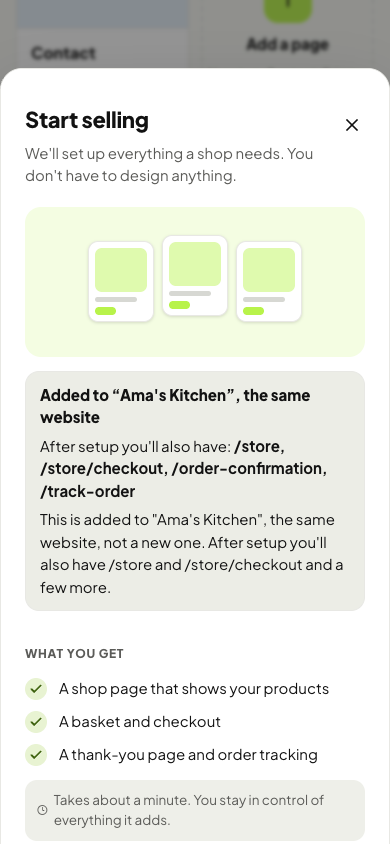 Contact
Add a page
Start selling
We'll set up everything a shop needs. You
don't have to design anything.
Added to “Ama's Kitchen”, the same
website
After setup you'll also have: /store,
/store/checkout, /order-confirmation,
/track-order
This is added to "Ama's Kitchen", the same
website, not a new one. After setup you'll
also have /store and /store/checkout and a
few more.
WHAT YOU GET
A shop page that shows your products
A basket and checkout
A thank-you page and order tracking
Takes about a minute. You stay in control of
everything it adds.